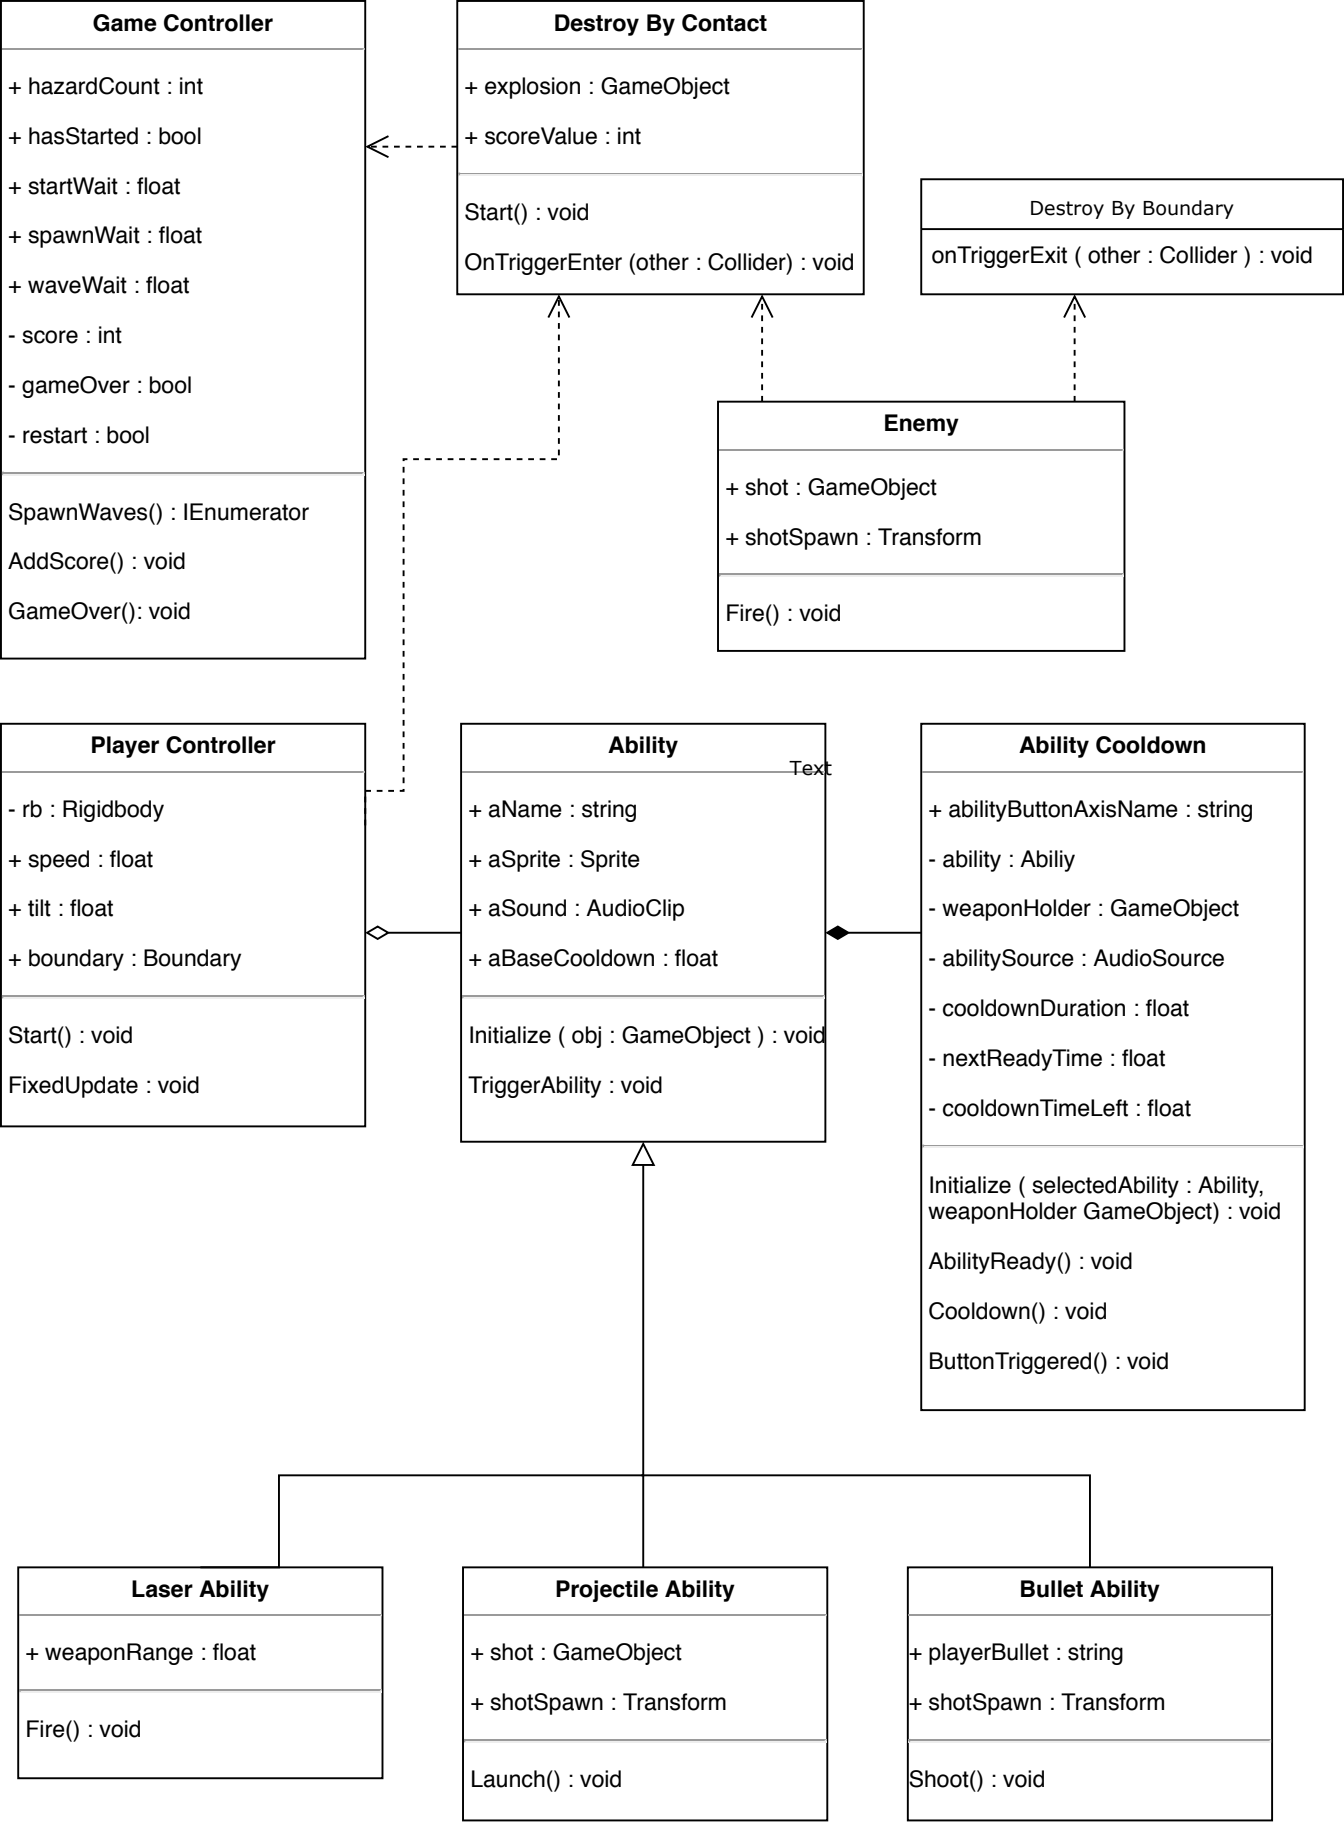 Game Controller
+ hazardCount : int
+ hasStarted : bool
+ startWait : float
+ spawnWait : float
+ waveWait : float
- score : int
- gameOver : bool
- restart : bool
SpawnWaves() : IEnumerator
AddScore() : void
GameOver(): void
Destroy By Contact
+ explosion : GameObject
+ scoreValue : int
Start() : void
OnTriggerEnter (other : Collider) : void
Destroy By Boundary
onTriggerExit ( other : Collider ) : void
Enemy
+ shot : GameObject
+ shotSpawn : Transform
Fire() : void
Player Controller
- rb : Rigidbody
+ speed : float
+ tilt : float
+ boundary : Boundary
Start() : void
FixedUpdate : void
Ability
Text
+ aName : string
+ aSprite : Sprite
+ aSound : AudioClip
+ aBaseCooldown : float
Initialize ( obj : GameObject ) : void
TriggerAbility : void
Ability Cooldown
+ abilityButtonAxisName : string
- ability : Abiliy
- weaponHolder : GameObject
- abilitySource : AudioSource
- cooldownDuration : float
- nextReadyTime : float
- cooldownTimeLeft : float
Initialize ( selectedAbility : Ability,
weaponHolder GameObject) : void
AbilityReady() : void
Cooldown() : void
ButtonTriggered() : void
Laser Ability
+ weaponRange : float
Fire() : void
Projectile Ability
+ shot : GameObject
+ shotSpawn : Transform
Launch() : void
Bullet Ability
+ playerBullet : string
+ shotSpawn : Transform
Shoot() : void